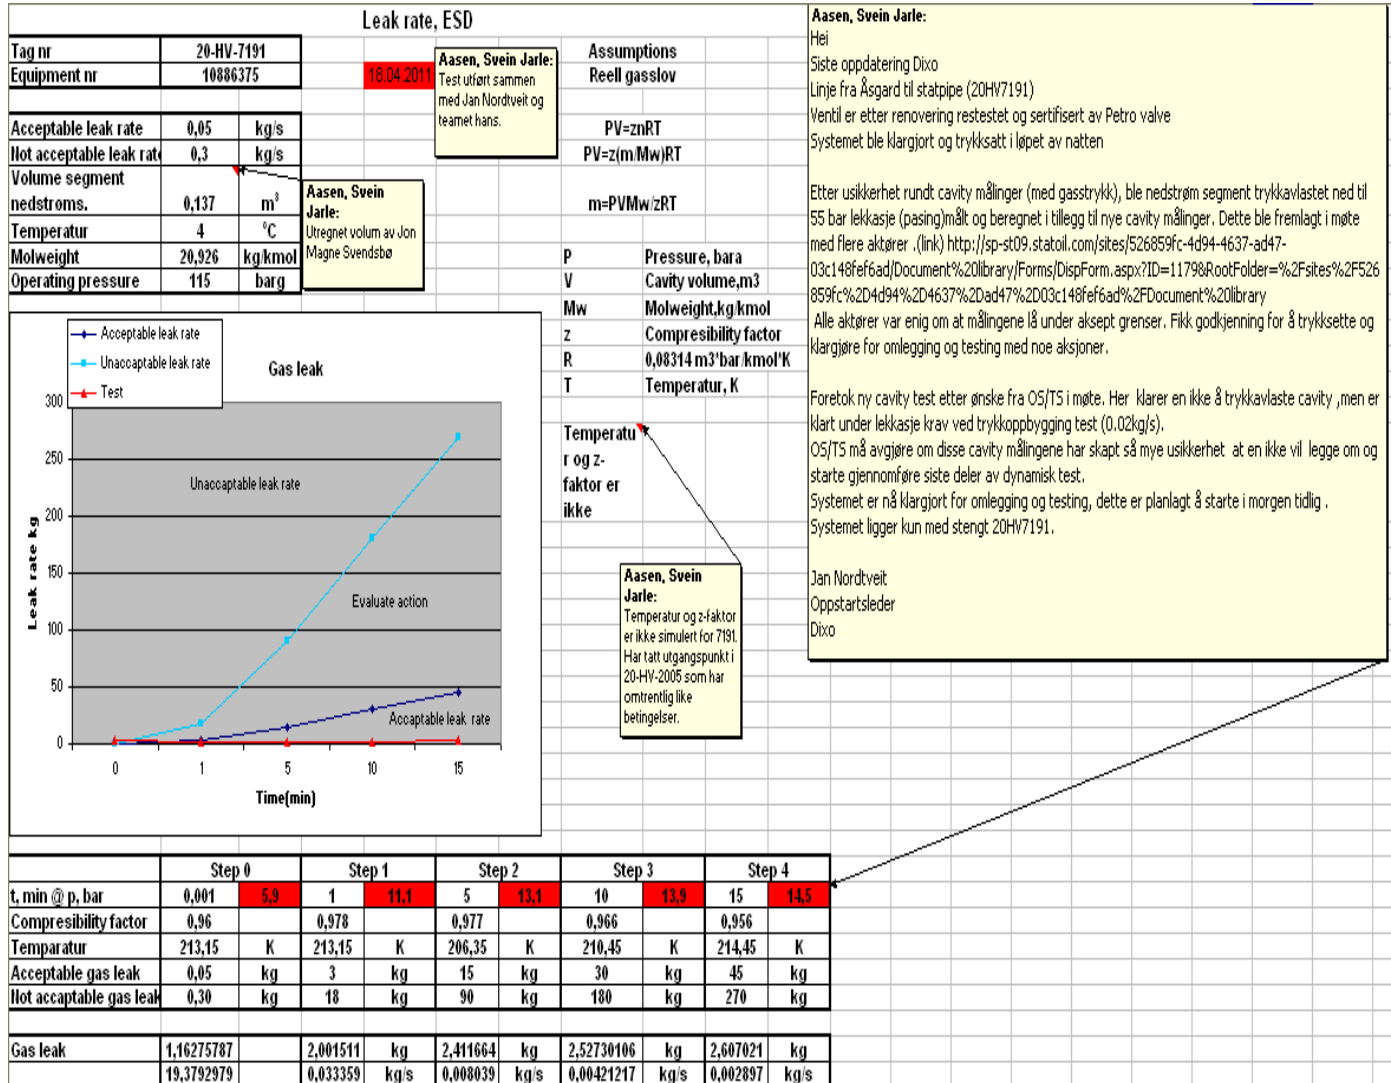 Leak rate, ESD
Tag nr 20-HV-7191
Equipment nr 10886375
18.04.2011
Aasen, Svein Jarle:
Test utført sammen
med Jan Nordtveit og
teamet hans.
Assumptions
Reell gasslov
PV=znRT
PV=z(m/Mw)RT
m=PVMw/zRT
Acceptable leak rate 0,05 kg/s
Not acceptable leak rate 0,3 kg/s
Volume segment
nedstrøms. 0,137 m³
Temperatur 4 °C
Molweight 20,926 kg/kmol
Operating pressure 115 barg
Aasen, Svein
Jarle:
Utregnet volum av Jon
Magne Svendsbø
P Pressure, bara
V Cavity volume,m3
Mw Molweight,kg/kmol
z Compresibility factor
R 0,08314 m3*bar/kmol*K
T Temperatur, K
Temperatu
r og z-
faktor er
ikke
Aasen, Svein
Jarle:
Temperatur og z-faktor
er ikke simulert for 7191.
Har tatt utgangspunkt i
20-HV-2005 som har
omtrentlig like
betingelser.
Aasen, Svein Jarle:
Hei
Siste oppdatering Dixo
Linje fra Åsgard til statpipe (20HV7191)
Ventil er etter renovering restestet og sertifisert av Petro valve
Systemet ble klargjort og trykksatt i løpet av natten
Etter usikkerhet rundt cavity målinger (med gasstrykk), ble nedstrøm segment trykkavlastet ned til
55 bar lekkasje (pasing)målt og beregnet i tillegg til nye cavity målinger. Dette ble fremlagt i møte
med flere aktører .(link) http://sp-st09.statoil.com/sites/526859fc-4d94-4637-ad47-
03c148fef6ad/Document%20library/Forms/DispForm.aspx?ID=1179&RootFolder=%2Fsites%2F526
859fc%2D4d94%2D4637%2Dad47%2D03c148fef6ad%2FDocument%20library
Alle aktører var enig om at målingene lå under aksept grenser. Fikk godkjenning for å trykksette og
klargjøre for omlegging og testing med noe aksjoner.
Foretok ny cavity test etter ønske fra OS/TS i møte. Her klarer en ikke å trykkavlaste cavity ,men er
klart under lekkasje krav ved trykkoppbygging test (0.02kg/s).
OS/TS må avgjøre om disse cavity målingene har skapt så mye usikkerhet at en ikke vil legge om og
starte gjennomføre siste deler av dynamisk test.
Systemet er nå klargjort for omlegging og testing, dette er planlagt å starte i morgen tidlig .
Systemet ligger kun med stengt 20HV7191.
Jan Nordtveit
Oppstartsleder
Dixo
Acceptable leak rate
Unaccaptable leak rate
Test
Gas leak
Leak rate kg
300
250
200
150
100
50
0
Unaccaptable leak rate
Evaluate action
Accaptable leak rate
0 1 5 10 15
Time(min)
Step 0 Step 1 Step 2 Step 3 Step 4
t, min @ p, bar 0,001 5,9 1 11,1 5 13,1 10 13,9 15 14,5
Compresibility factor 0,96 0,978 0,977 0,966 0,956
Temparatur 213,15 K 213,15 K 206,35 K 210,45 K 214,45 K
Acceptable gas leak 0,05 kg 3 kg 15 kg 30 kg 45 kg
Not accaptable gas leak 0,30 kg 18 kg 90 kg 180 kg 270 kg
Gas leak 1,16275787 2,001511 kg 2,411664 kg 2,52730106 kg 2,607021 kg
19,3792979 0,033359 kg/s 0,008039 kg/s 0,00421217 kg/s 0,002897 kg/s